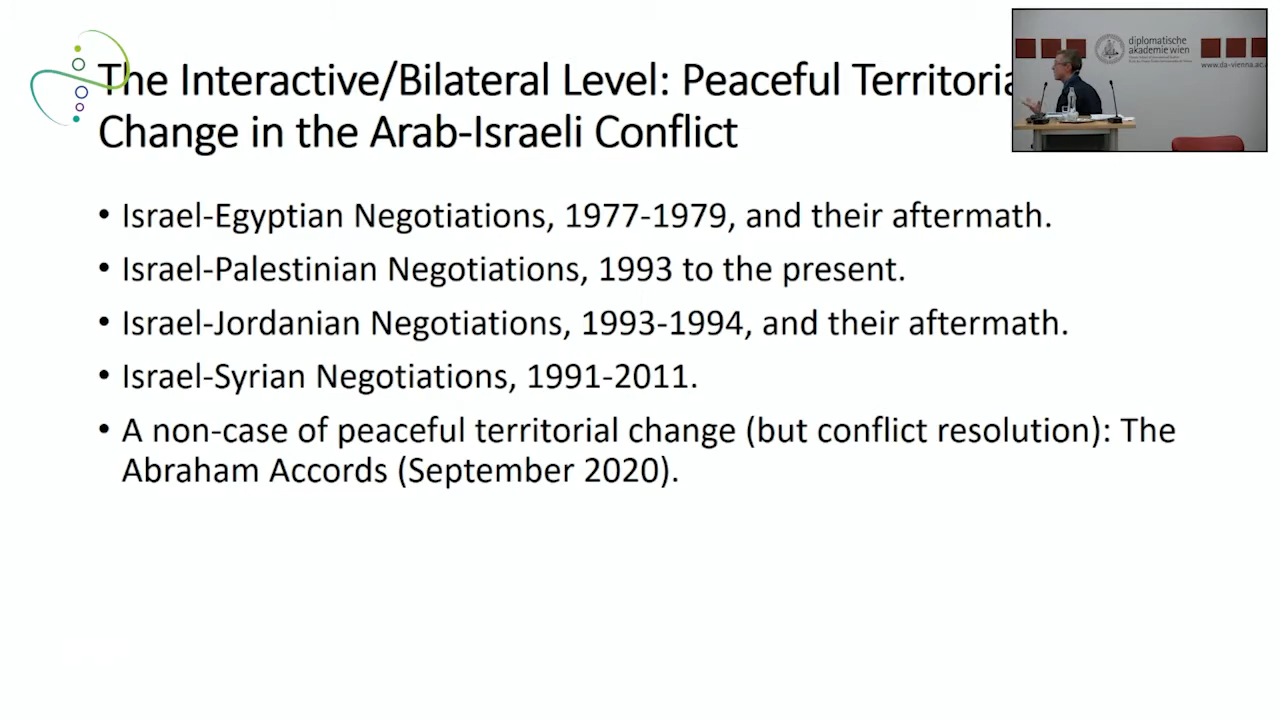 The Interactive/Bilateral Level: Peaceful Territoria
Change in the Arab-Israeli Conflict
diplomatische
akademie wien
www.da-vienna.ac.
• Israel-Egyptian Negotiations, 1977-1979, and their aftermath.
• Israel-Palestinian Negotiations, 1993 to the present.
• Israel-Jordanian Negotiations, 1993-1994, and their aftermath.
• Israel-Syrian Negotiations, 1991-2011.
• A non-case of peaceful territorial change (but conflict resolution): The
Abraham Accords (September 2020).